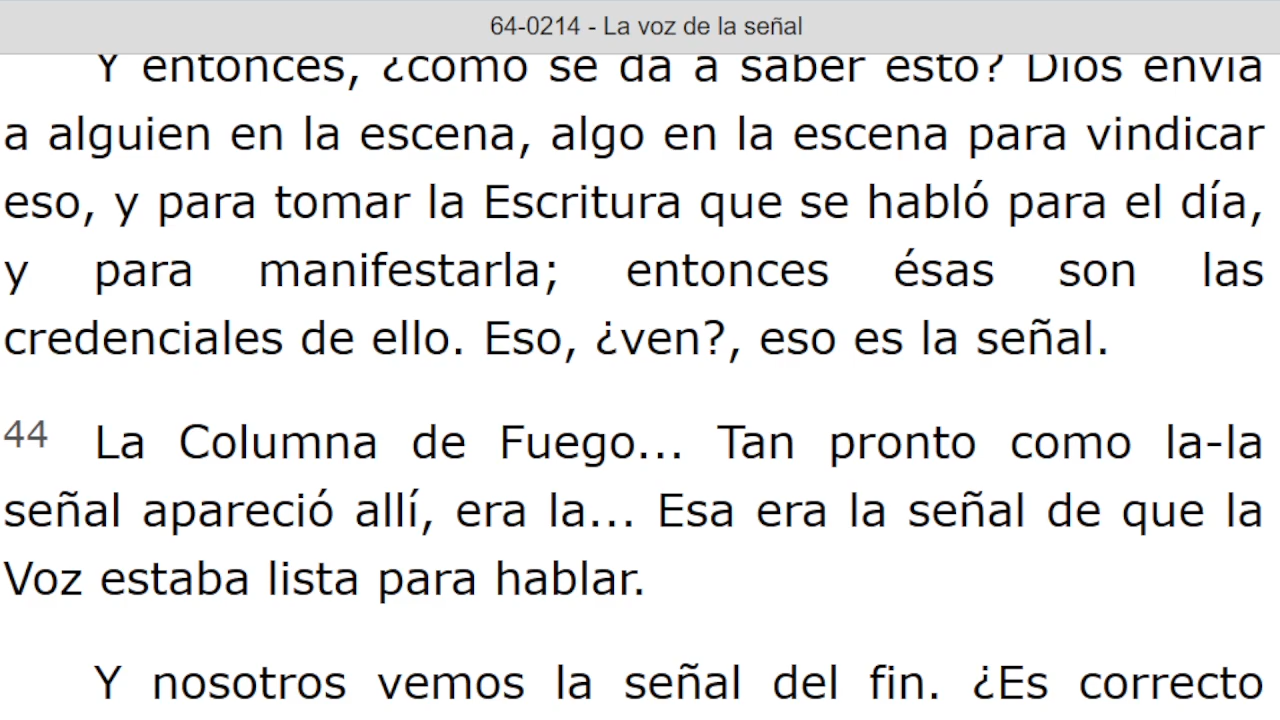 64-0214 - La voz de la señal
Y entonces, ¿cómo se da a saber esto? Dios envía
a alguien en la escena, algo en la escena para vindicar
eso, y para tomar la Escritura que se habló para el día,
y para manifestarla; entonces ésas son las
credenciales de ello. Eso, ¿ven?, eso es la señal.
44 La Columna de Fuego... Tan pronto como la-la
señal apareció allí, era la... Esa era la señal de que la
Voz estaba lista para hablar.
Y nosotros vemos la señal del fin. ¿Es correcto